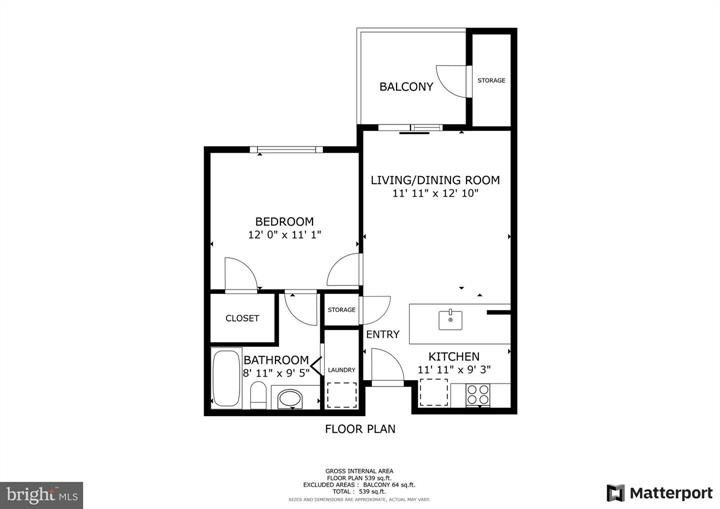 BALCONY
STORAGE
LIVING/DINING ROOM
11' 11" x 12' 10"
BEDROOM
12' 0" x 11' 1"
CLOSET
STORAGE
ENTRY
BATHROOM
8' 11" x 9' 5"
LAUNDRY
KITCHEN
11' 11" x 9' 3"
FLOOR PLAN
GROSS INTERNAL AREA
FLOOR PLAN 539 sq.ft.
EXCLUDED AREAS : BALCONY 64 sq.ft.
TOTAL : 539 sq.ft.
SIZES AND DIMENSIONS ARE APPROXIMATE, ACTUAL MAY VARY.
bright MLS
Matterport